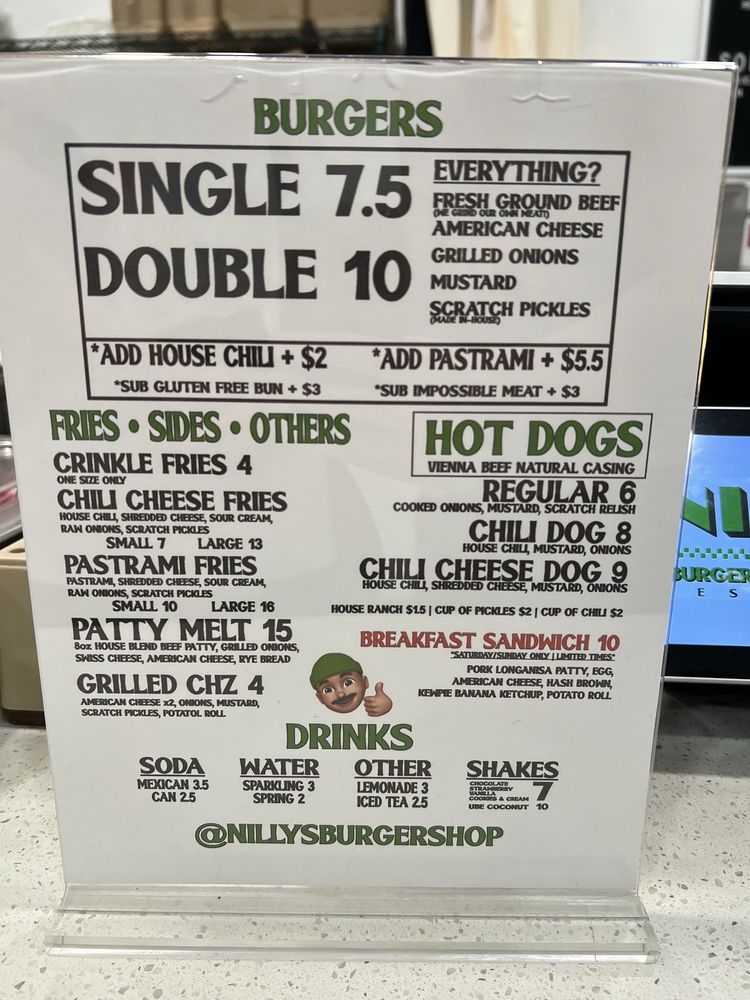 BURGERS
SINGLE 7.5
DOUBLE 10
EVERYTHING?
FRESH GROUND BEEF
(WE GRIND OUR OWN MEAT!)
AMERICAN CHEESE
GRILLED ONIONS
MUSTARD
SCRATCH PICKLES
(MADE IN-HOUSE)
*ADD HOUSE CHILI + $2
*ADD PASTRAMI + $5.5
*SUB GLUTEN FREE BUN + $3
*SUB IMPOSSIBLE MEAT + $3
FRIES • SIDES • OTHERS
CRINKLE FRIES 4
ONE SIZE ONLY
CHILI CHEESE FRIES
HOUSE CHILI, SHREDDED CHEESE, SOUR CREAM,
RAW ONIONS, SCRATCH PICKLES
SMALL 7 LARGE 13
PASTRAMI FRIES
PASTRAMI, SHREDDED CHEESE, SOUR CREAM,
RAW ONIONS, SCRATCH PICKLES
SMALL 10 LARGE 16
PATTY MELT 15
8oz HOUSE BLEND BEEF PATTY, GRILLED ONIONS,
SWISS CHEESE, AMERICAN CHEESE, RYE BREAD
GRILLED CHZ 4
AMERICAN CHEESE x2, ONIONS, MUSTARD,
SCRATCH PICKLES, POTATOL ROLL
HOT DOGS
VIENNA BEEF NATURAL CASING
REGULAR 6
COOKED ONIONS, MUSTARD, SCRATCH RELISH
CHILI DOG 8
HOUSE CHILI, MUSTARD, ONIONS
CHILI CHEESE DOG 9
HOUSE CHILI, SHREDDED CHEESE, MUSTARD, ONIONS
HOUSE RANCH $1.5 | CUP OF PICKLES $2 | CUP OF CHILI $2
BREAKFAST SANDWICH 10
*SATURDAY/SUNDAY ONLY | LIMITED TIMES*
PORK LONGANISA PATTY, EGG,
AMERICAN CHEESE, HASH BROWN,
KEWPIE BANANA KETCHUP, POTATO ROLL
DRINKS
SODA
MEXICAN 3.5
CAN 2.5
WATER
SPARKLING 3
SPRING 2
OTHER
LEMONADE 3
ICED TEA 2.5
SHAKES
CHOCOLATE
STRAWBERRY
VANILLA
COOKIES & CREAM
7
UBE COCONUT 10
@NILLYSBURGERSHOP
BURGER
E S